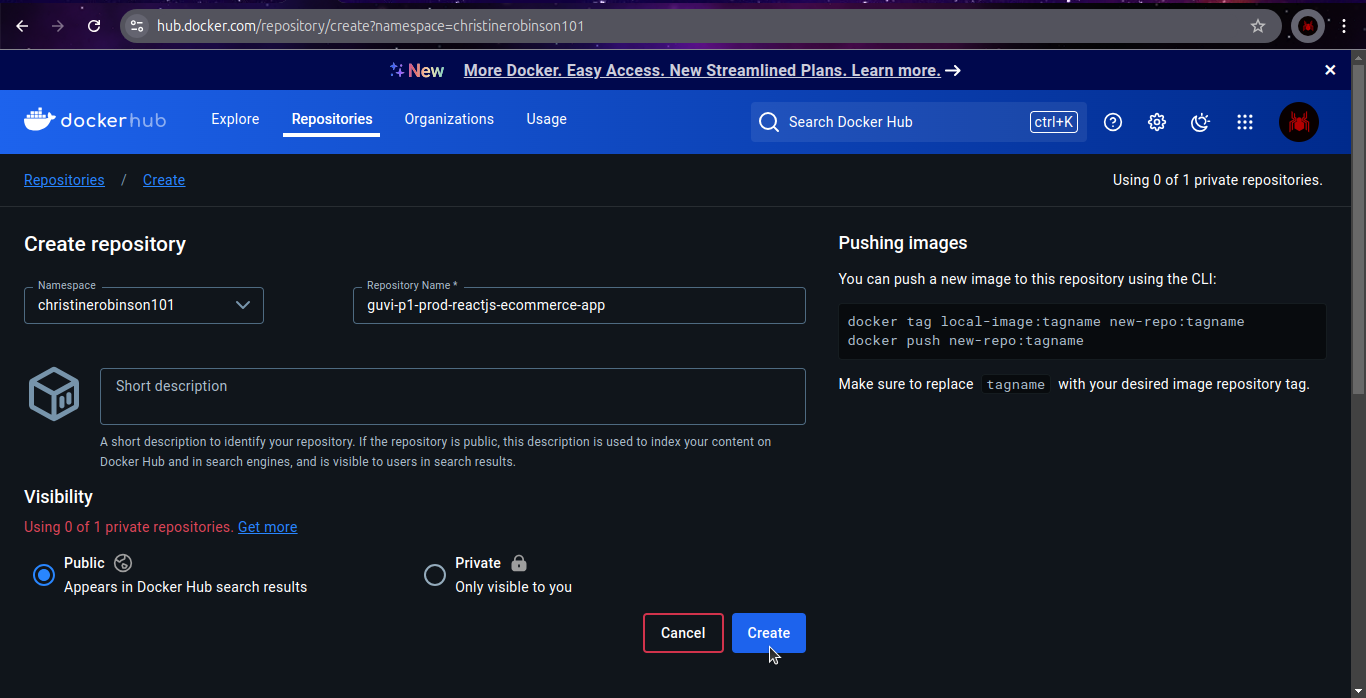 hub.docker.com/repository/create?namespace=christinerobinson101
New More Docker. Easy Access. New Streamlined Plans. Learn more. →
docker hub Explore Repositories Organizations Usage Search Docker Hub ctrl+K
Repositories / Create Using 0 of 1 private repositories.
Create repository
Namespace
christinerobinson101
Repository Name *
guvi-p1-prod-reactjs-ecommerce-app
Short description
A short description to identify your repository. If the repository is public, this description is used to index your content on
Docker Hub and in search engines, and is visible to users in search results.
Visibility
Using 0 of 1 private repositories. Get more
Public
Appears in Docker Hub search results
Private
Only visible to you
Cancel Create
Pushing images
You can push a new image to this repository using the CLI:
docker tag local-image:tagname new-repo:tagname
docker push new-repo:tagname
Make sure to replace tagname with your desired image repository tag.